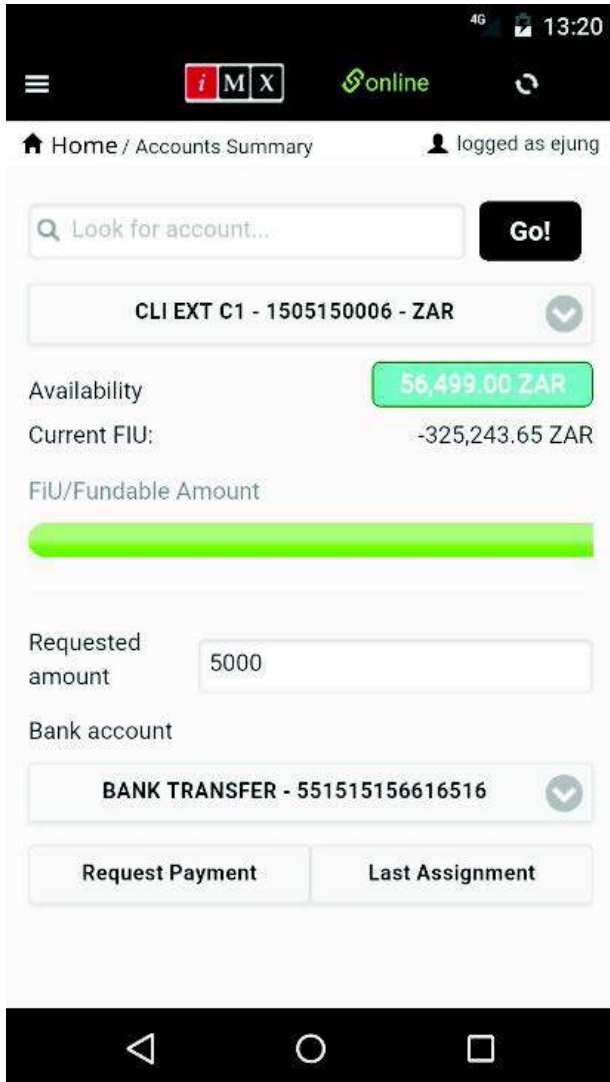 4G 13:20
iMX online
Home / Accounts Summary logged as ejung
Look for account... Go!
CLI EXT C1 - 1505150006 - ZAR
Availability 56,499.00 ZAR
Current FIU: -325,243.65 ZAR
FiU/Fundable Amount
Requested
amount
5000
Bank account
BANK TRANSFER - 551515156616516
Request Payment Last Assignment